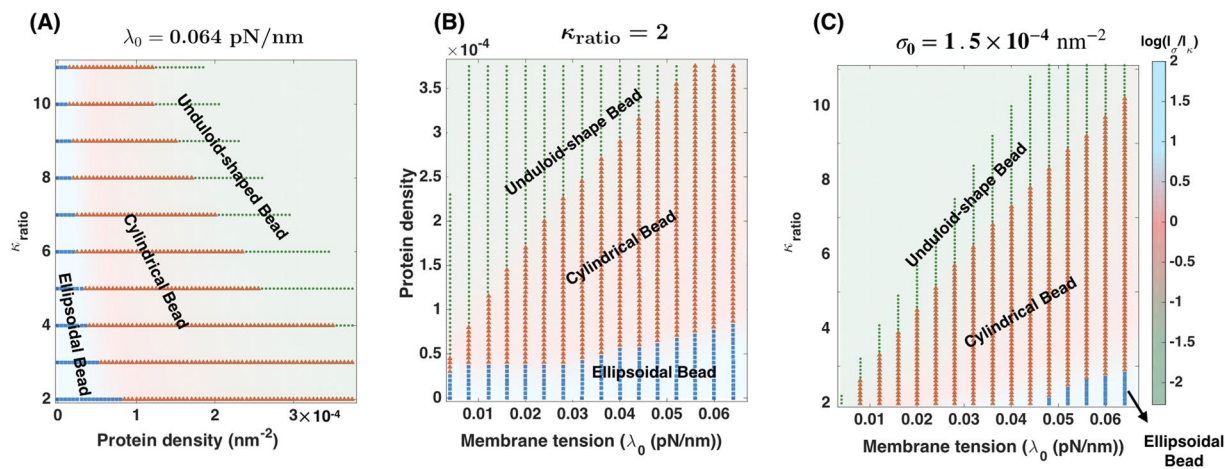 (A)
λ₀ = 0.064 pN/nm
κ_ratio
10
8
6
4
2
Unduloid-shaped Bead
Cylindrical Bead
Ellipsoidal Bead
0 1 2 3×10⁻⁴
Protein density (nm⁻²)
(B)
κ_ratio = 2
×10⁻⁴
Protein density
3.5
3
2.5
2
1.5
1
0.5
0
Unduloid-shape Bead
Cylindrical Bead
Ellipsoidal Bead
0.01 0.02 0.03 0.04 0.05 0.06
Membrane tension (λ₀ (pN/nm))
(C)
σ₀ = 1.5×10⁻⁴ nm⁻²
κ_ratio
10
8
6
4
2
Unduloid-shape Bead
Cylindrical Bead
0.01 0.02 0.03 0.04 0.05 0.06
Membrane tension (λ₀ (pN/nm))
Ellipsoidal
Bead
log(l_σ/l_κ)
2
1.5
1
0.5
0
-0.5
-1
-1.5
-2